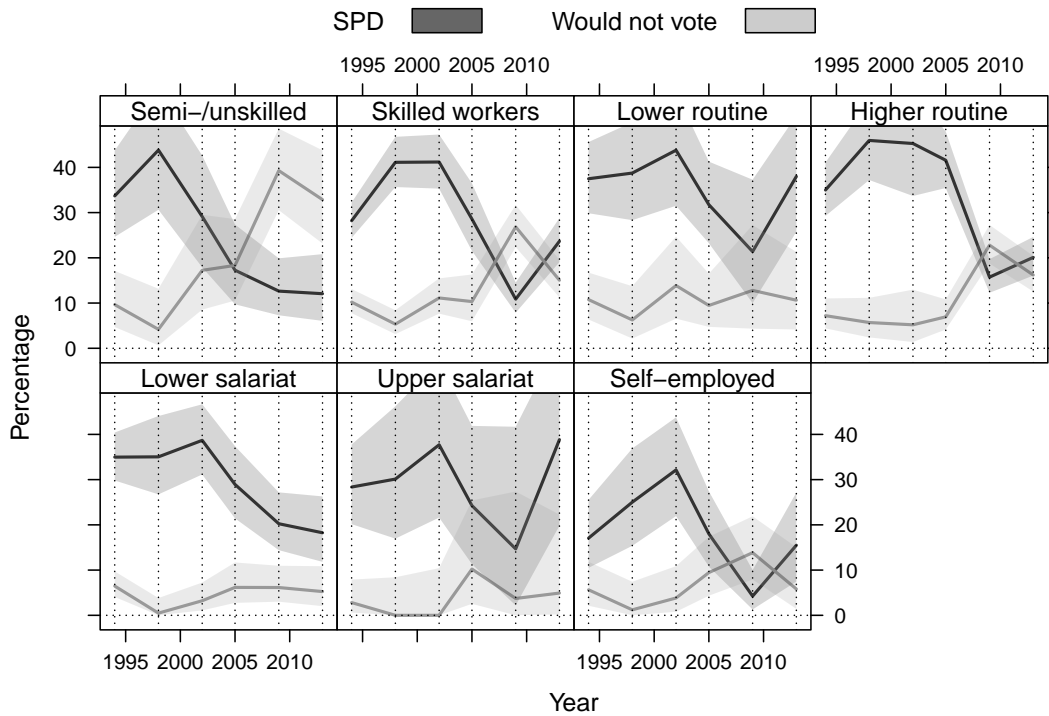 SPD Would not vote
1995 2000 2005 2010 1995 2000 2005 2010
Semi−/unskilled Skilled workers Lower routine Higher routine
40
30
20
10
0
Percentage
Lower salariat Upper salariat Self−employed
40
30
20
10
0
1995 2000 2005 2010 1995 2000 2005 2010
Year